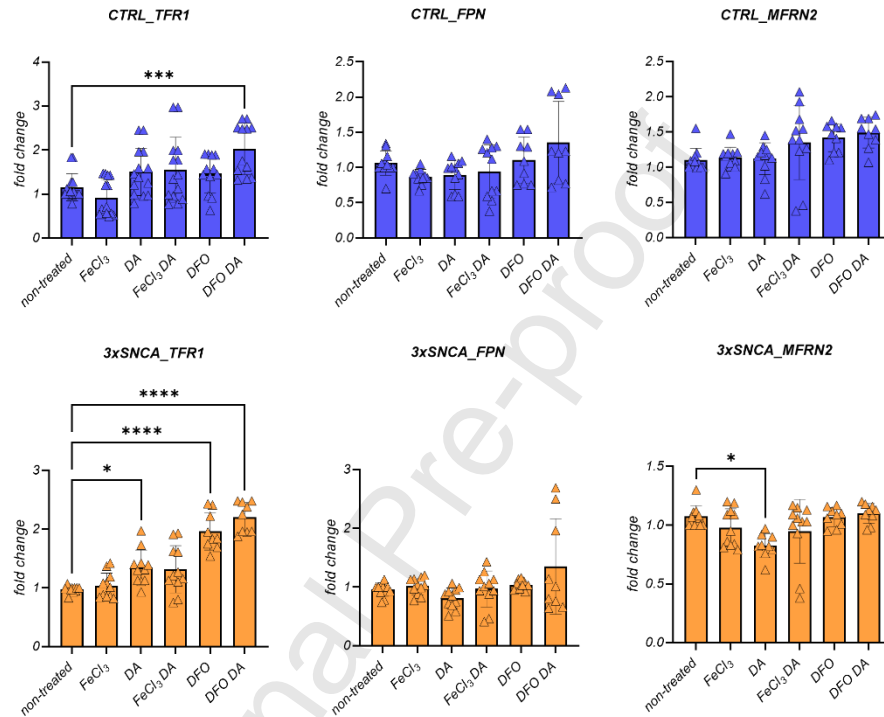 CTRL_TFR1
CTRL_FPN
CTRL_MFRN2
fold change
4
3
2
1
0
***
non-treated
FeCl₃
DA
FeCl₃ DA
DFO
DFO DA
fold change
2.5
2.0
1.5
1.0
0.5
0.0
non-treated
FeCl₃
DA
FeCl₃ DA
DFO
DFO DA
fold change
2.5
2.0
1.5
1.0
0.5
0.0
non-treated
FeCl₃
DA
FeCl₃ DA
DFO
DFO DA
3xSNCA_TFR1
3xSNCA_FPN
3xSNCA_MFRN2
fold change
3
2
1
0
****
****
*
non-treated
FeCl₃
DA
FeCl₃ DA
DFO
DFO DA
fold change
3
2
1
0
non-treated
FeCl₃
DA
FeCl₃ DA
DFO
DFO DA
fold change
1.5
1.0
0.5
0.0
*
non-treated
FeCl₃
DA
FeCl₃ DA
DFO
DFO DA
nal Pre-proof